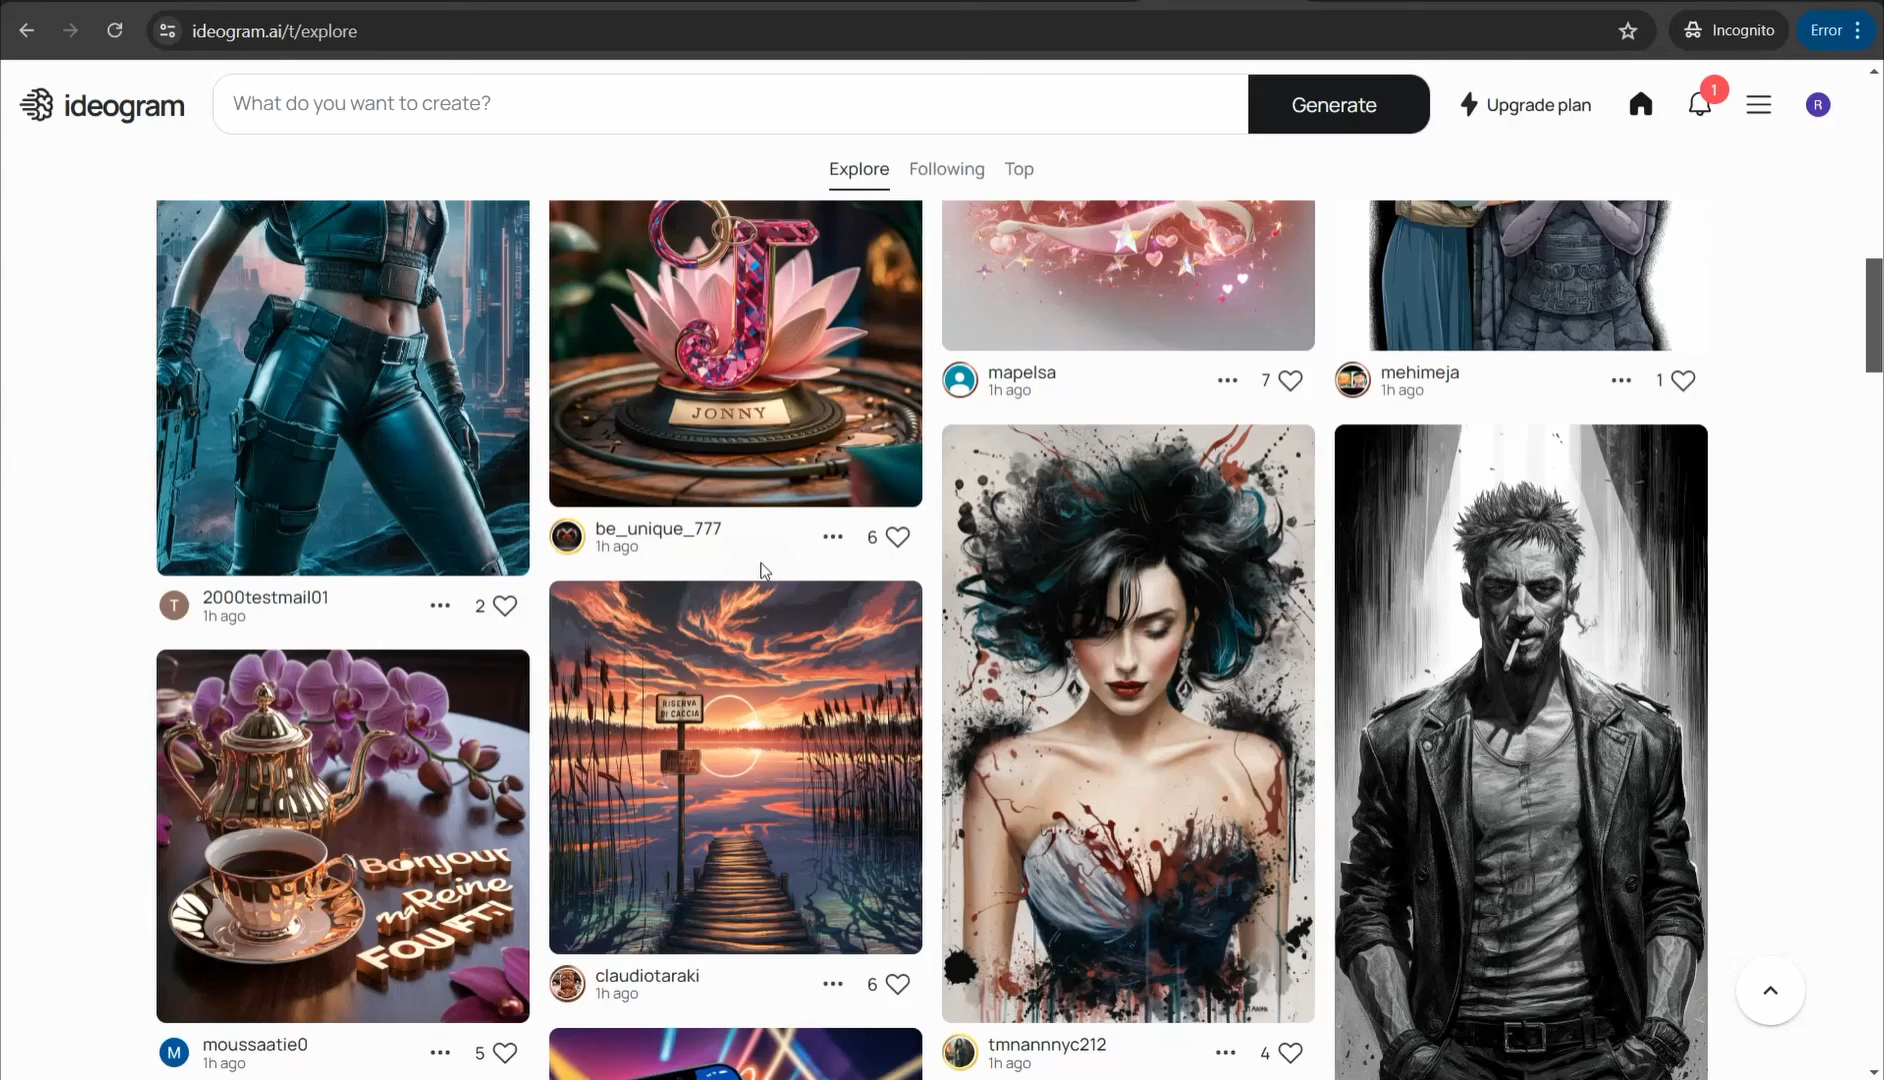 ideogram.ai/t/explore
Incognito
Error
ideogram
What do you want to create?
Generate
Upgrade plan
1
R
Explore
Following
Top
JONNY
mapelsa
1h ago
7
mehimeja
1h ago
1
be_unique_777
1h ago
6
T
2000testmail01
1h ago
2
RISERVA
DI CACCIA
Bonjour
ma Reine
claudiotaraki
1h ago
6
M
moussaatie0
1h ago
5
tmnannnyc212
1h ago
4